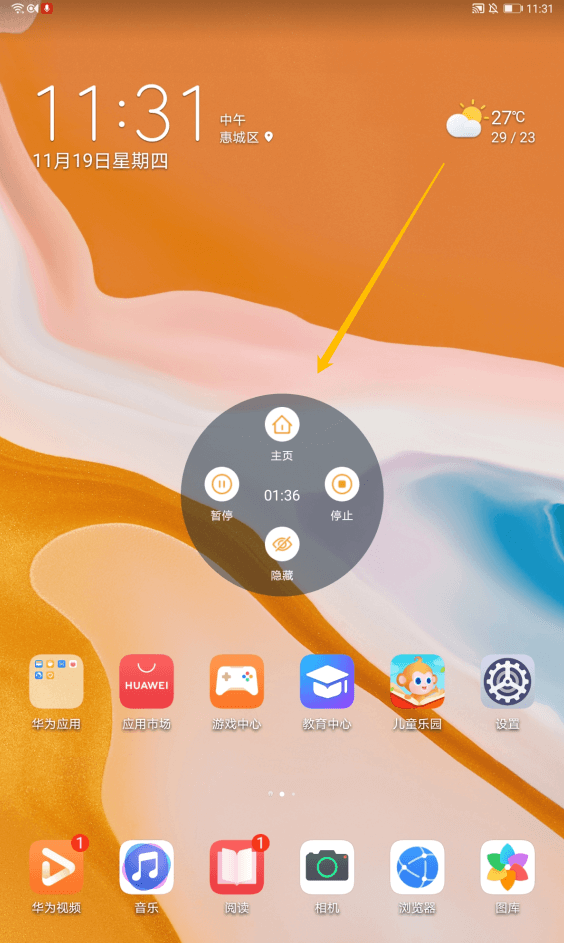 11:31
11:31
中午
惠城区
11月19日星期四
27℃
29 / 23
主页
暂停
01:36
停止
隐藏
HUAWEI
华为应用
应用市场
游戏中心
教育中心
儿童乐园
设置
1
1
华为视频
音乐
阅读
相机
浏览器
图库